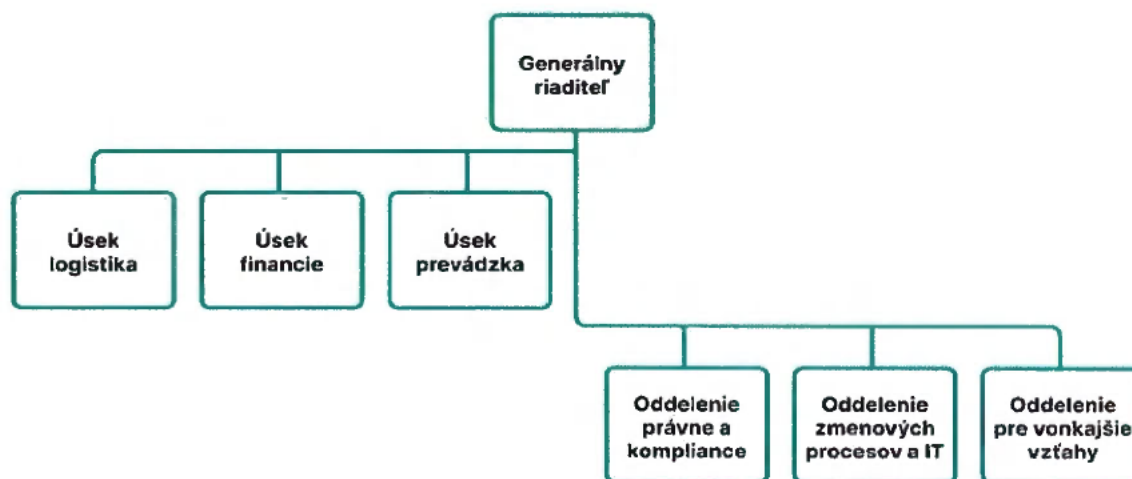 Generálny
riaditeľ
Úsek
logistika
Úsek
financie
Úsek
prevádzka
Oddelenie
právne a
kompliance
Oddelenie
zmenových
procesov a IT
Oddelenie
pre vonkajšie
vzťahy